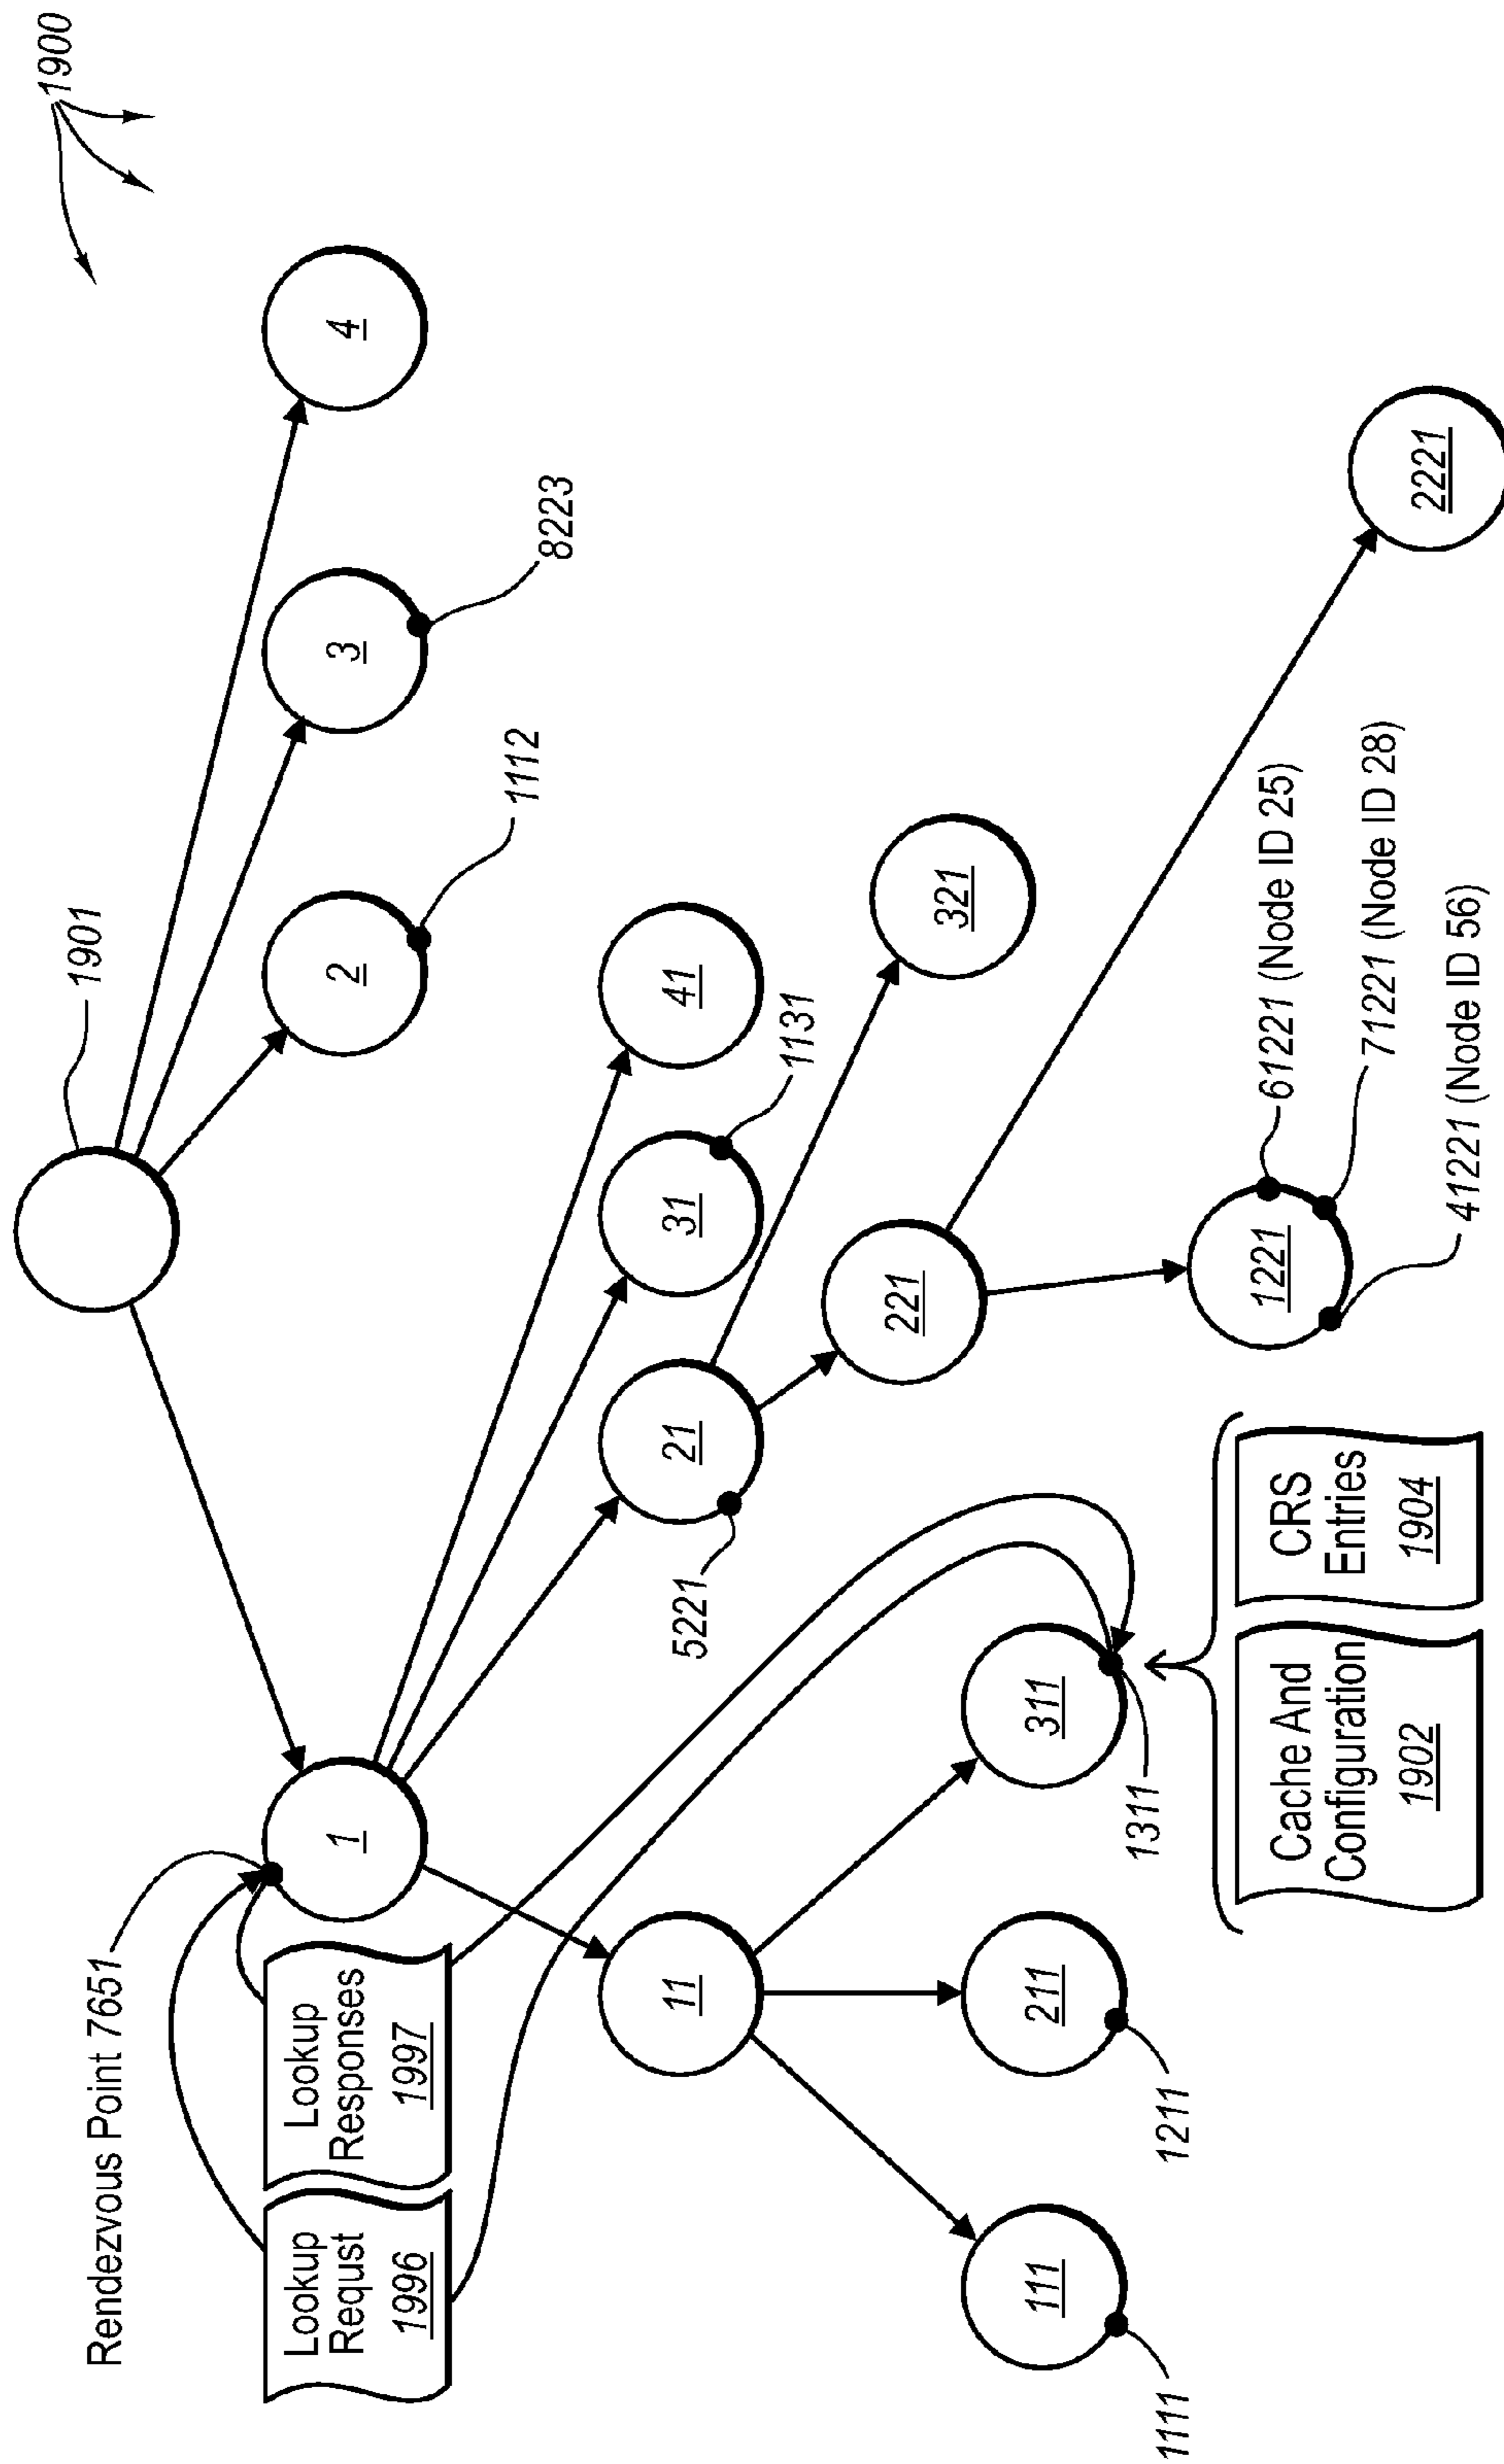 1900
1901
Rendezvous Point 7651
Lookup
Requst
1996
Lookup
Responses
1997
1
2
3
4
1112
8223
11
21
31
41
5221
1131
111
211
311
221
321
1111
1211
1311
1221
2221
61221 (Node ID 25)
71221 (Node ID 28)
41221 (Node ID 56)
Cache And
Configuration
1902
CRS
Entries
1904